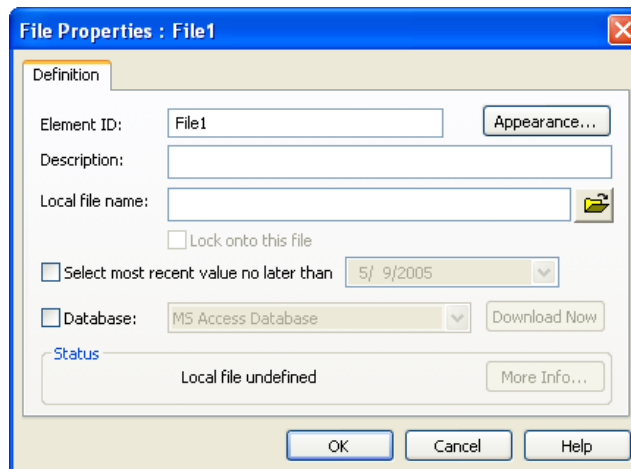 File Properties : File1
Definition
Element ID: File1 Appearance...
Description:
Local file name:
Lock onto this file
Select most recent value no later than 5/ 9/2005
Database: MS Access Database Download Now
Status
Local file undefined More Info...
OK Cancel Help